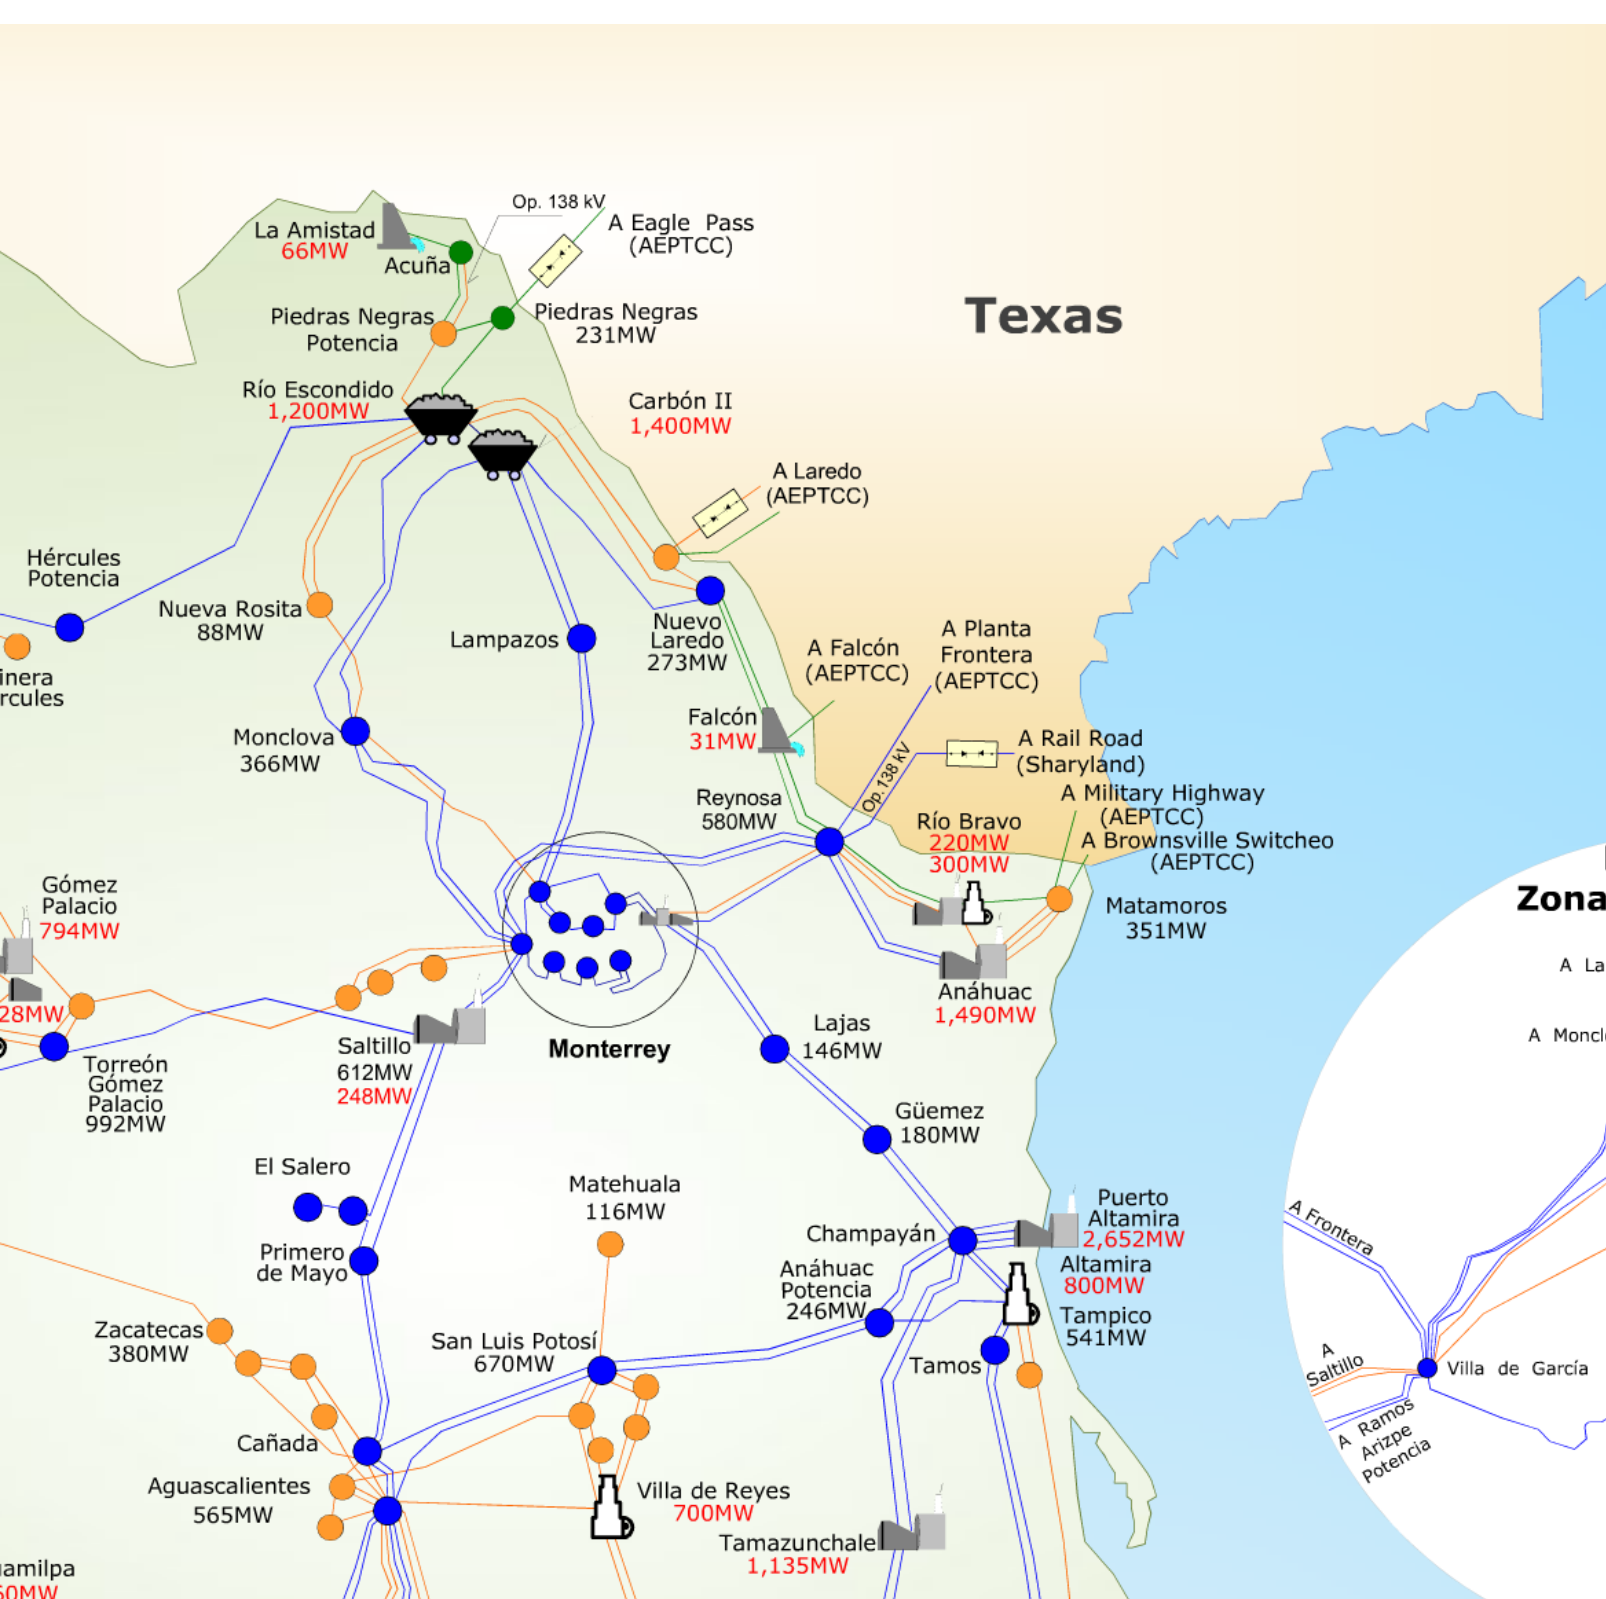 Op. 138 kV
A Eagle Pass
(AEPTCC)
La Amistad
66MW
Acuña
Piedras Negras
Potencia
Piedras Negras
231MW
Texas
Río Escondido
1,200MW
Carbón II
1,400MW
A Laredo
(AEPTCC)
Hércules
Potencia
Nueva Rosita
88MW
inera
rcules
Lampazos
Nuevo
Laredo
273MW
A Falcón
(AEPTCC)
A Planta
Frontera
(AEPTCC)
Falcón
31MW
Monclova
366MW
Op.138 kV
A Rail Road
(Sharyland)
Reynosa
580MW
A Military Highway
(AEPTCC)
Río Bravo
220MW
300MW
A Brownsville Switcheo
(AEPTCC)
Matamoros
351MW
Gómez
Palacio
794MW
28MW
Torreón
Gómez
Palacio
992MW
Saltillo
612MW
248MW
Monterrey
Anáhuac
1,490MW
Lajas
146MW
Güemez
180MW
El Salero
Primero
de Mayo
Matehuala
116MW
Champayán
Puerto
Altamira
2,652MW
Altamira
800MW
Anáhuac
Potencia
246MW
Tampico
541MW
Tamos
Zacatecas
380MW
San Luis Potosí
670MW
Cañada
Aguascalientes
565MW
Villa de Reyes
700MW
Tamazunchale
1,135MW
amilpa
60MW
Zona
A La
A Moncl
A Frontera
A
Saltillo
Villa de García
A Ramos
Arizpe
Potencia